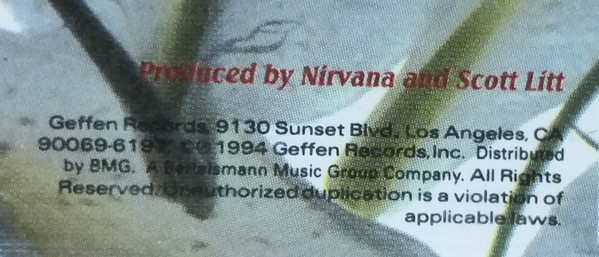 Produced by Nirvana and Scott Litt
Geffen Records, 9130 Sunset Blvd., Los Angeles, CA
90069-6197. ©℗ 1994 Geffen Records, Inc. Distributed
by BMG. A Bertelsmann Music Group Company. All Rights
Reserved. Unauthorized duplication is a violation of
applicable laws.